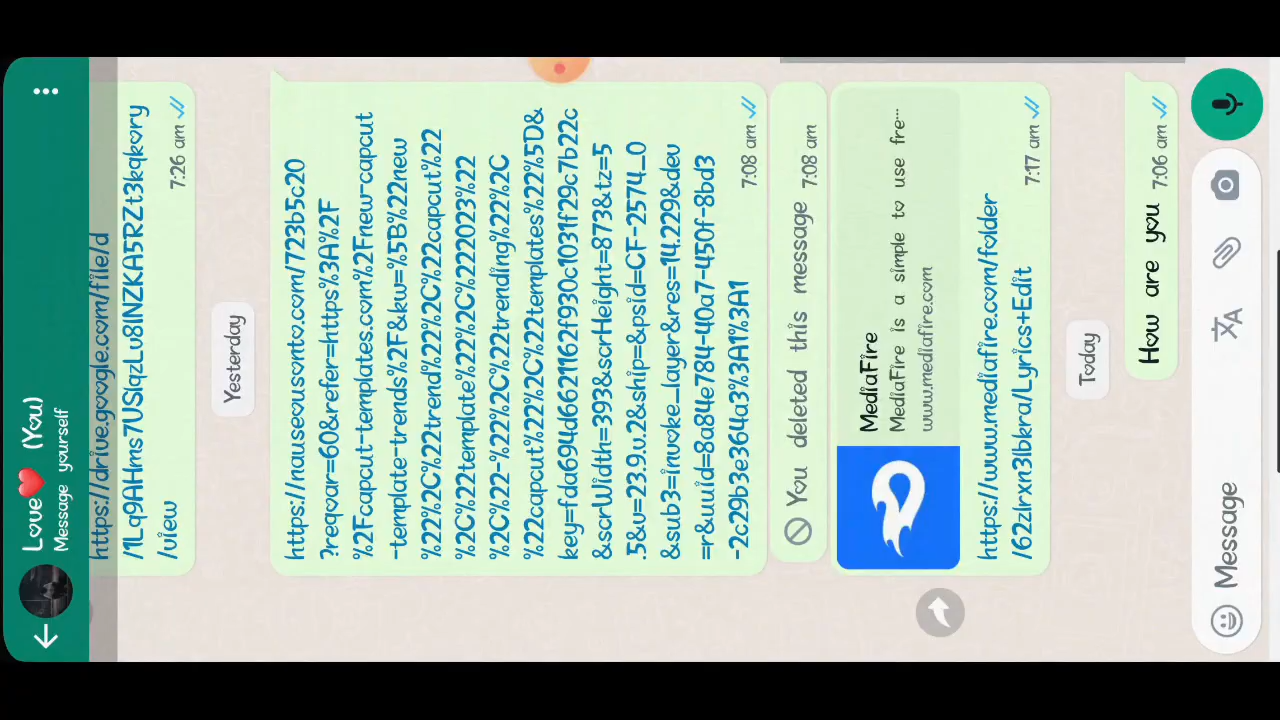 Love❤️ (You)
Message yourself
https://drive.google.com/file/d
/1Lq9AHms7USlqzLu8lNZKA5RZt3kqkory
/view
7:26 am
Yesterday
https://nauseousonto.com/723b5c20
?reqvar=60&refer=https%3A%2F
%2Fcapcut-templates.com%2Fnew-capcut
-template-trends%2F&kw=%5B%22new
%22%2C%22trend%22%2C%22capcut%22
%2C%22template%22%2C%222023%22
%2C%22-%22%2C%22trending%22%2C
%22capcut%22%2C%22templates%22%5D&
key=fda694d6621162f930c1031f29c7b22c
&scrWidth=393&scrHeight=873&tz=5
.5&v=23.9.v.2&ship=&psid=CF-2574_0
&sub3=invoke_layer&res=14.229&dev
=r&uuid=8a84e784-40a7-450f-8bd3
-2c29b3e364a3%3A1%3A1
7:08 am
You deleted this message 7:08 am
MediaFire
MediaFire is a simple to use fre...
www.mediafire.com
https://www.mediafire.com/folder
/62zlrxn3lbkra/Lyrics+Edit
7:17 am
Today
How are you 7:06 am
Message